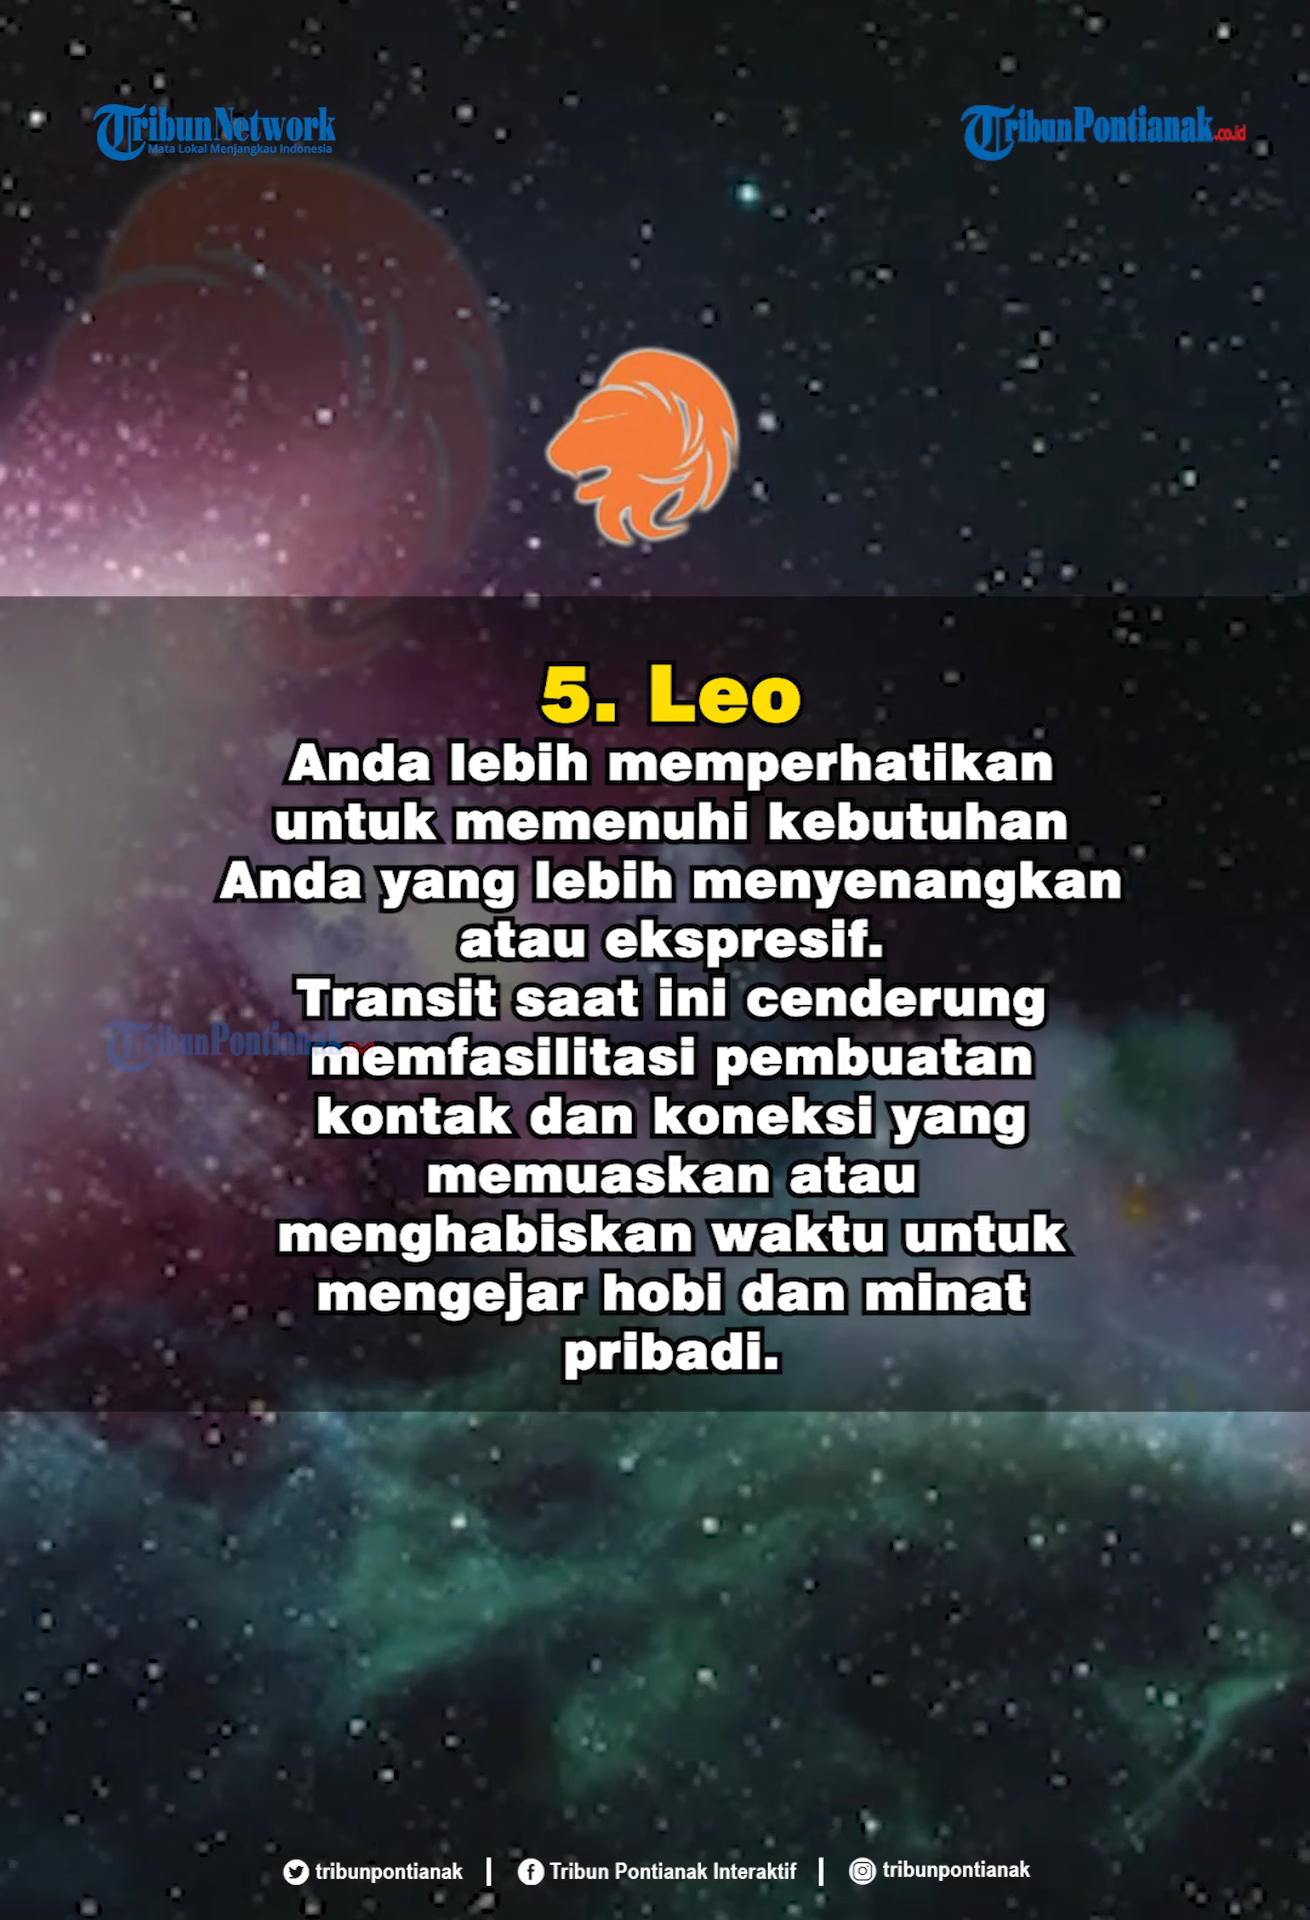 TribunNetwork
Mata Lokal Menjangkau Indonesia
TribunPontianak.co.id
5. Leo
Anda lebih memperhatikan
untuk memenuhi kebutuhan
Anda yang lebih menyenangkan
atau ekspresif.
Transit saat ini cenderung
memfasilitasi pembuatan
kontak dan koneksi yang
memuaskan atau
menghabiskan waktu untuk
mengejar hobi dan minat
pribadi.
TribunPontianak
tribunpontianak | Tribun Pontianak Interaktif | tribunpontianak